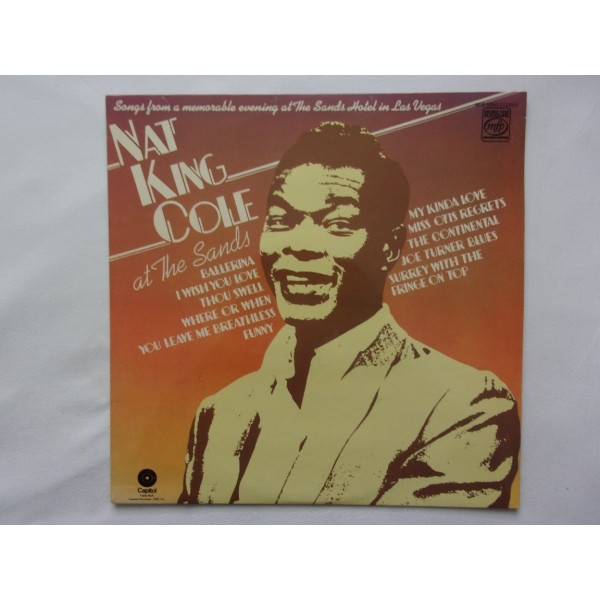 Songs from a memorable evening at The Sands Hotel in Las Vegas
NAT
KING
COLE
at The Sands
BALLERINA
I WISH YOU LOVE
THOU SWELL
WHERE OR WHEN
YOU LEAVE ME BREATHLESS
FUNNY
MY KINDA LOVE
MISS OTIS REGRETS
THE CONTINENTAL
JOE TURNER BLUES
SURREY WITH THE
FRINGE ON TOP
mfp
Capitol